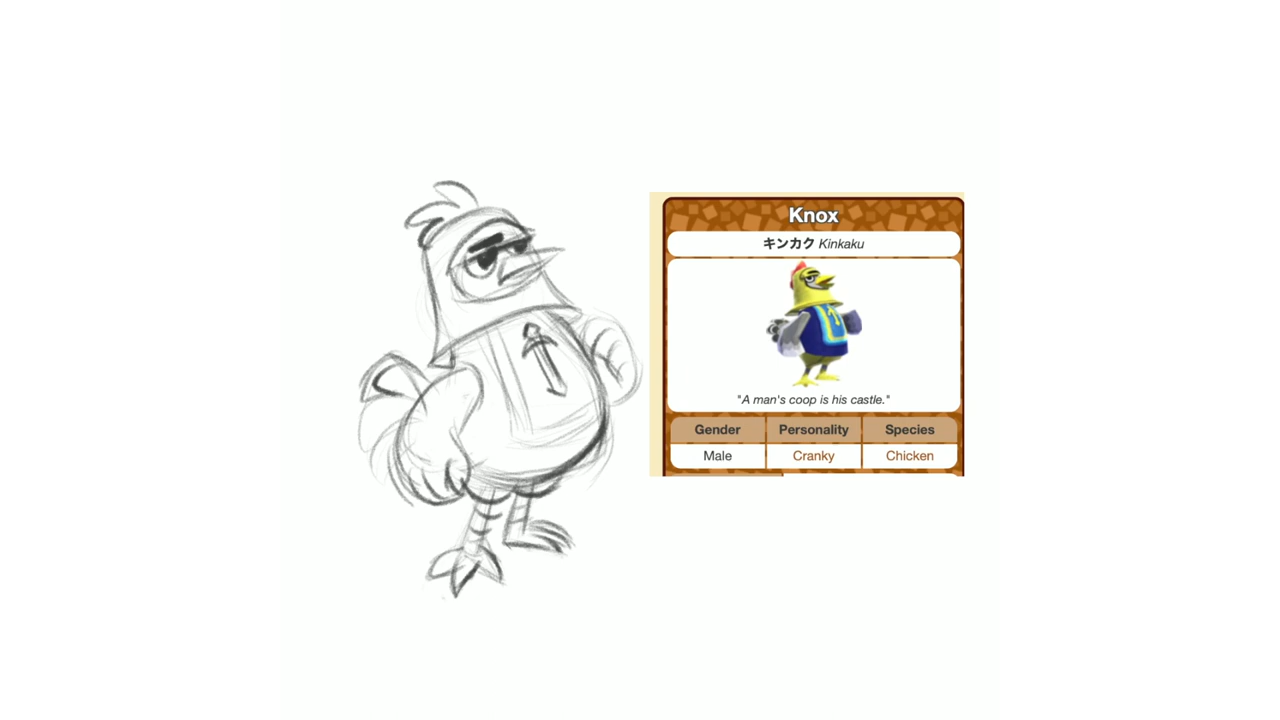 Knox
キンカク Kinkaku
"A man's coop is his castle."
Gender Personality Species
Male Cranky Chicken